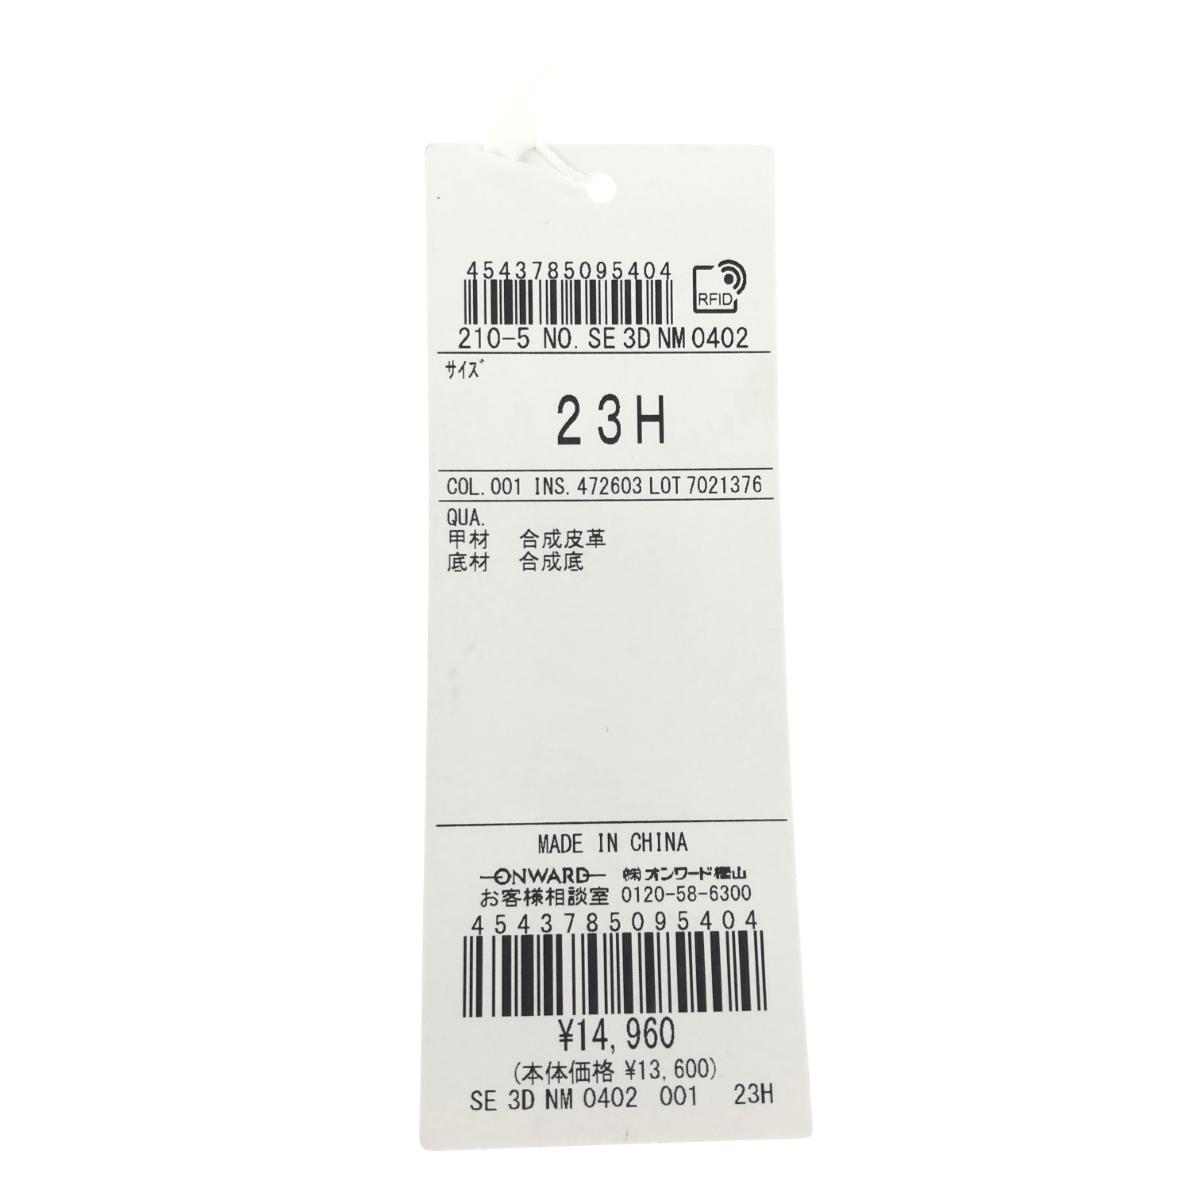 4543785095404
RFID
210-5 NO. SE 3D NM 0402
サイズ
23H
COL. 001 INS. 472603 LOT 7021376
QUA.
甲材 合成皮革
底材 合成底
MADE IN CHINA
ONWARD ㈱オンワード樫山
お客様相談室 0120-58-6300
4543785095404
¥14,960
(本体価格 ¥13,600)
SE 3D NM 0402 001 23H